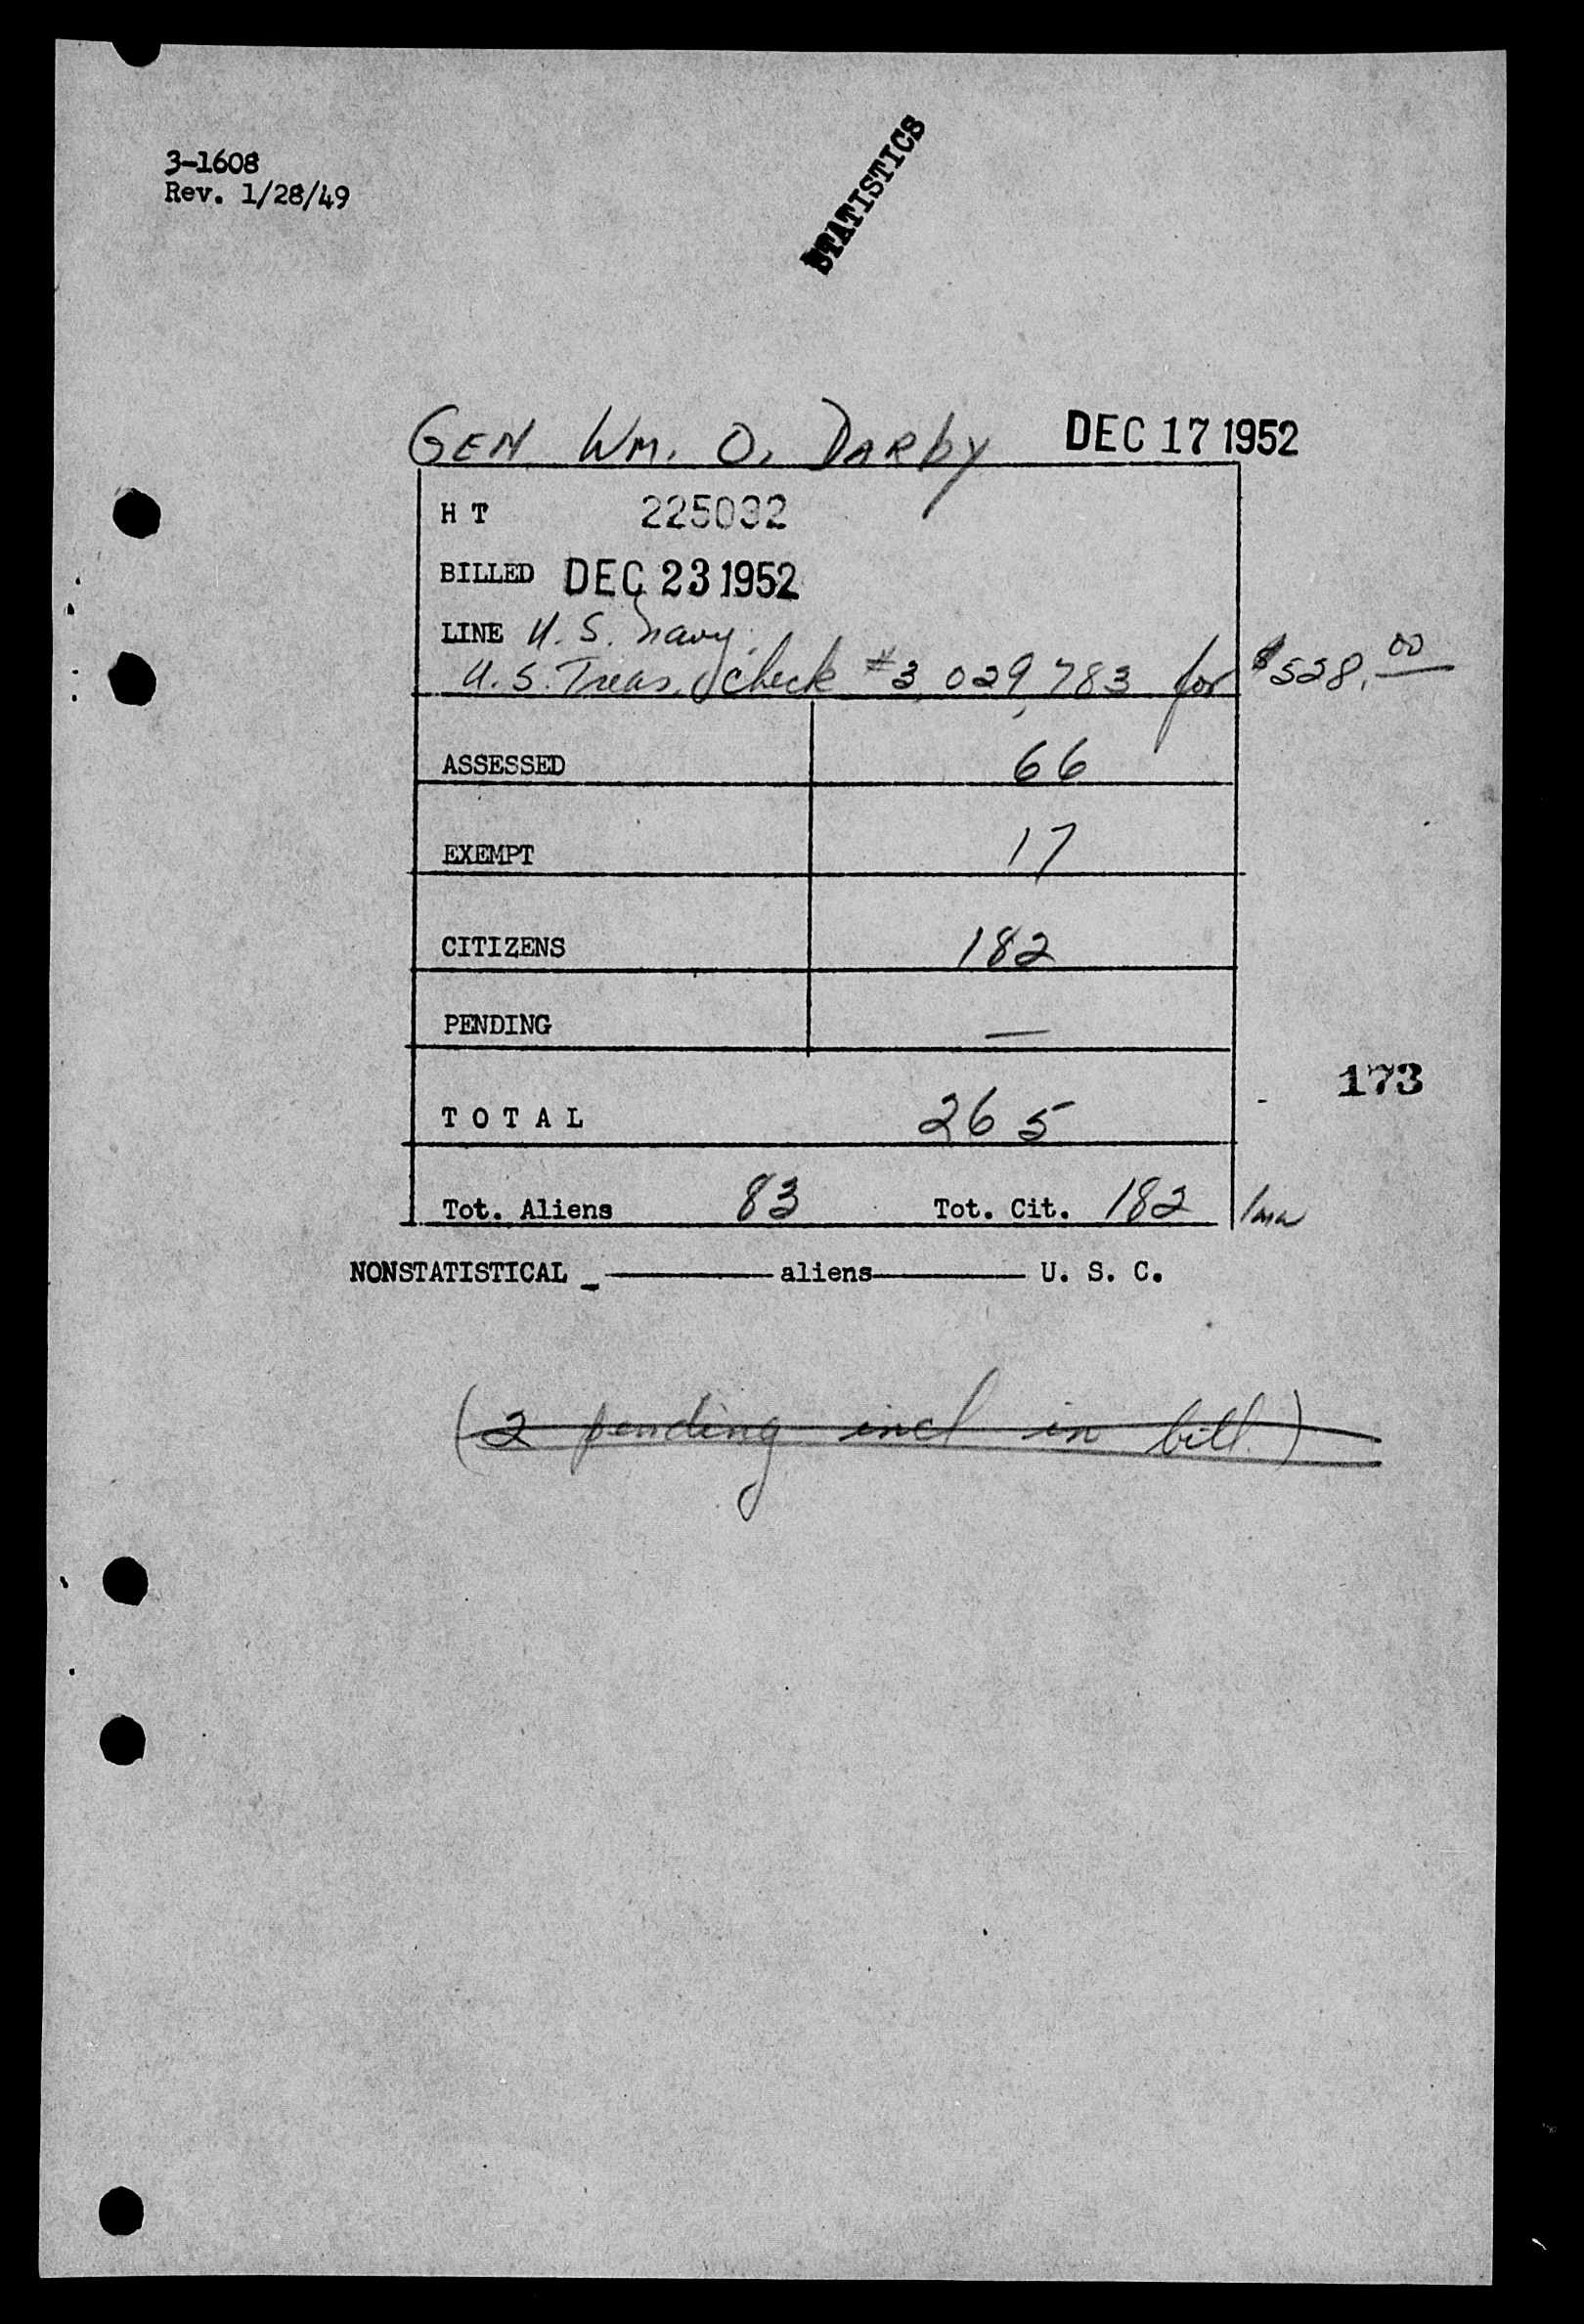 3-1608
Rev. 1/28/49
STATISTICS
GEN WM. O. DARBY DEC 17 1952
H T 225032
BILLED DEC 23 1952
LINE U. S. Navy.
U. S. Treas. check #3,029,783 for $528.00
ASSESSED 66
EXEMPT 17
CITIZENS 182
PENDING —
173
T O T A L 265
Tot. Aliens 83 Tot. Cit. 182
NONSTATISTICAL _ ——— aliens ——— U. S. C.
(2 pending incl. in bill.)